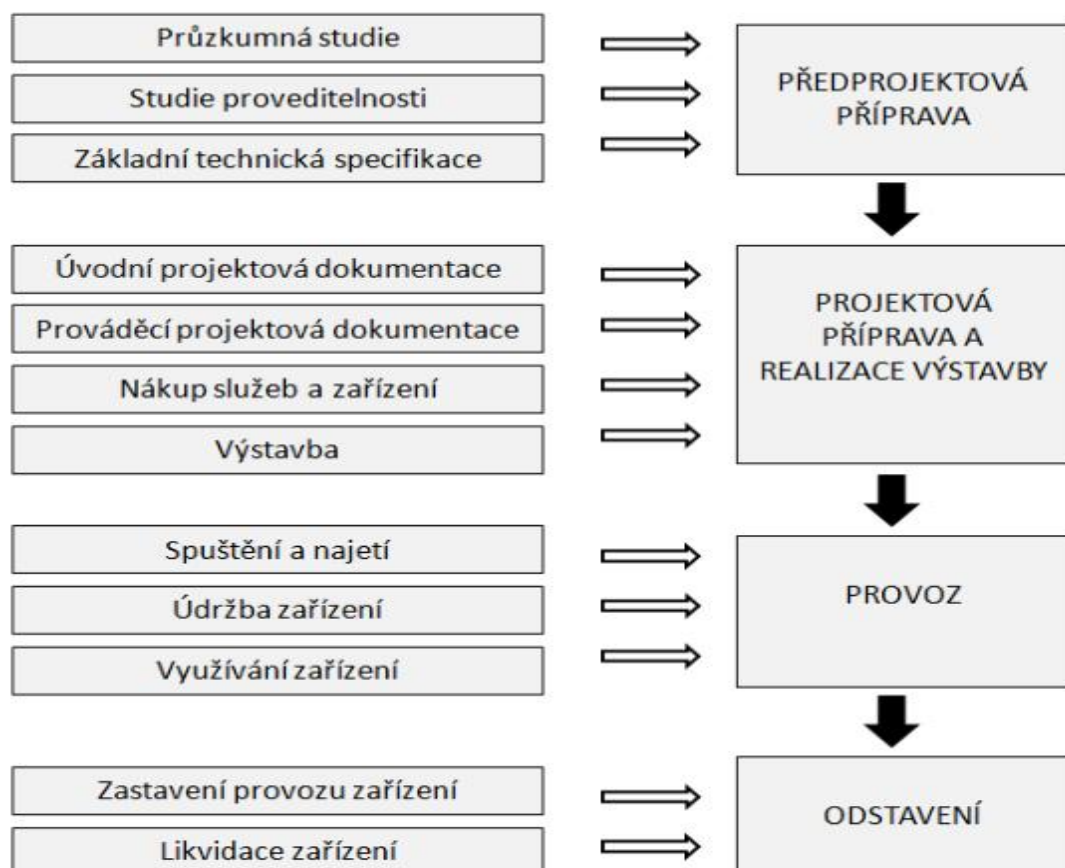 Průzkumná studie
Studie proveditelnosti
Základní technická specifikace
PŘEDPROJEKTOVÁ
PŘÍPRAVA
Úvodní projektová dokumentace
Prováděcí projektová dokumentace
Nákup služeb a zařízení
Výstavba
PROJEKTOVÁ
PŘÍPRAVA A
REALIZACE VÝSTAVBY
Spuštění a najetí
Údržba zařízení
Využívání zařízení
PROVOZ
Zastavení provozu zařízení
Likvidace zařízení
ODSTAVENÍ